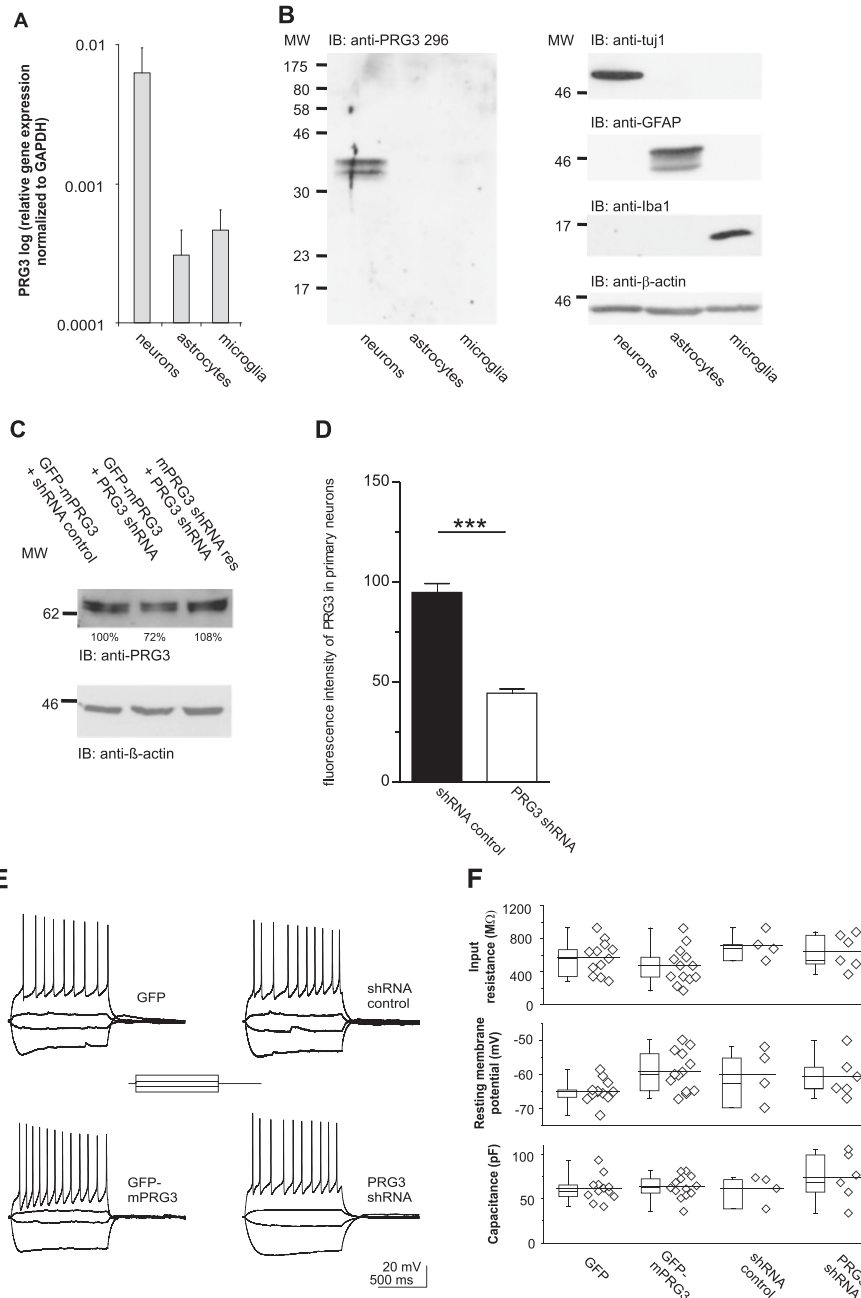 A
PRG3 log (relative gene expression
normalized to GAPDH)
0.01
0.001
0.0001
neurons
astrocytes
microglia
B
MW IB: anti-PRG3 296
175
80
58
46
30
23
17
neurons
astrocytes
microglia
MW IB: anti-tuj1
46
IB: anti-GFAP
46
IB: anti-Iba1
17
IB: anti-β-actin
46
neurons
astrocytes
microglia
C
GFP-mPRG3
+ shRNA control
GFP-mPRG3
+ PRG3 shRNA
mPRG3 shRNA res
+ PRG3 shRNA
MW
62
100% 72% 108%
IB: anti-PRG3
46
IB: anti-ß-actin
D
fluorescence intensity of PRG3 in primary neurons
150
100
50
0
***
shRNA control
PRG3 shRNA
E
GFP
shRNA
control
GFP-
mPRG3
PRG3
shRNA
20 mV
500 ms
F
Input
resistance (MΩ)
1200
800
400
Resting membrane
potential (mV)
-50
-60
-70
Capacitance (pF)
100
50
0
GFP
GFP-
mPRG3
shRNA
control
PRG3
shRNA